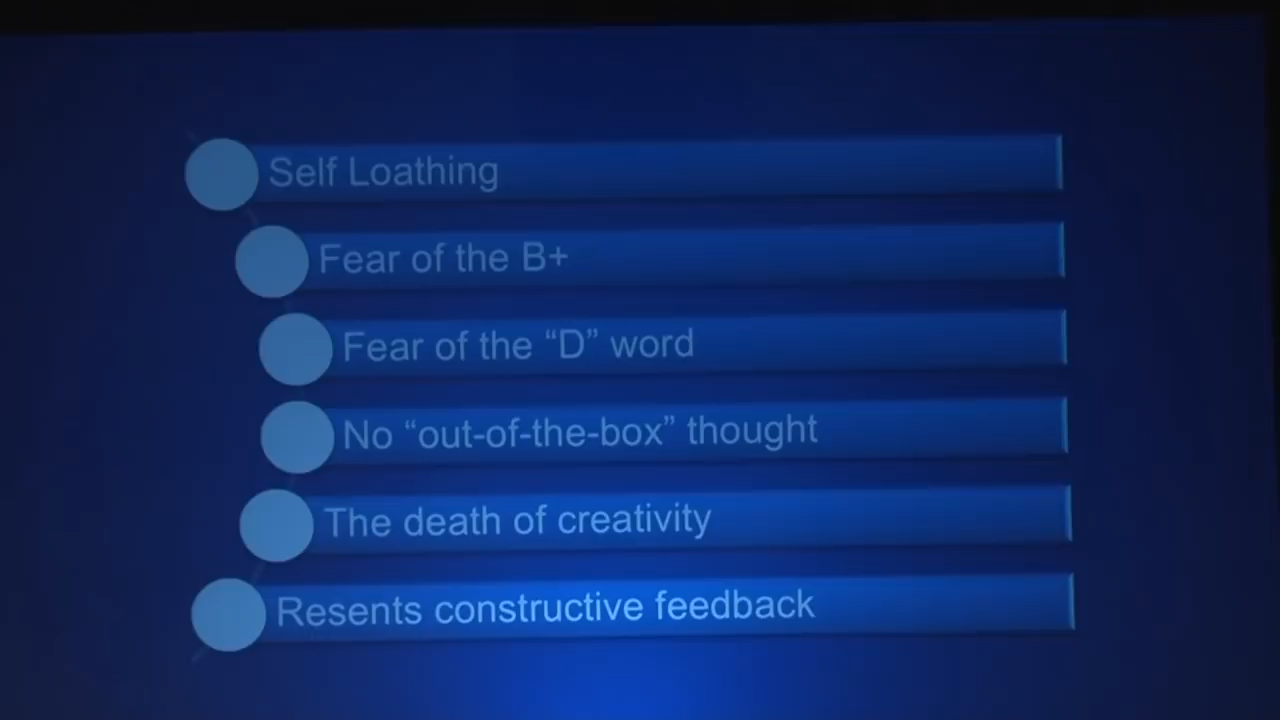 Self Loathing
Fear of the B+
Fear of the “D” word
No “out-of-the-box” thought
The death of creativity
Resents constructive feedback